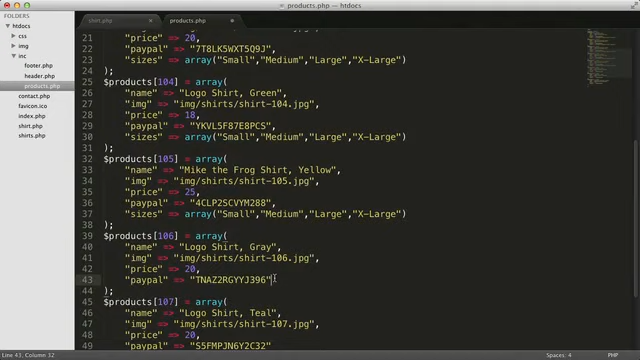 products.php — htdocs
FOLDERS
htdocs
css
img
inc
footer.php
header.php
products.php
contact.php
favicon.ico
index.php
shirt.php
shirts.php
shirt.php
products.php
21 "price" => 20,
22 "paypal" => "7T8LK5WXT5Q9J",
23 "sizes" => array("Small","Medium","Large","X-Large")
24 );
25 $products[104] = array(
26 "name" => "Logo Shirt, Green",
27 "img" => "img/shirts/shirt-104.jpg",
28 "price" => 18,
29 "paypal" => "YKVL5F87E8PCS",
30 "sizes" => array("Small","Medium","Large","X-Large")
31 );
32 $products[105] = array(
33 "name" => "Mike the Frog Shirt, Yellow",
34 "img" => "img/shirts/shirt-105.jpg",
35 "price" => 25,
36 "paypal" => "4CLP2SCVYM288",
37 "sizes" => array("Small","Medium","Large","X-Large")
38 );
39 $products[106] = array(
40 "name" => "Logo Shirt, Gray",
41 "img" => "img/shirts/shirt-106.jpg",
42 "price" => 20,
43 "paypal" => "TNAZ2RGYYJ396"
44 );
45 $products[107] = array(
46 "name" => "Logo Shirt, Teal",
47 "img" => "img/shirts/shirt-107.jpg",
48 "price" => 20,
49 "paypal" => "S5FMPJN6Y2C32"
Line 43, Column 32
Spaces: 4
PHP